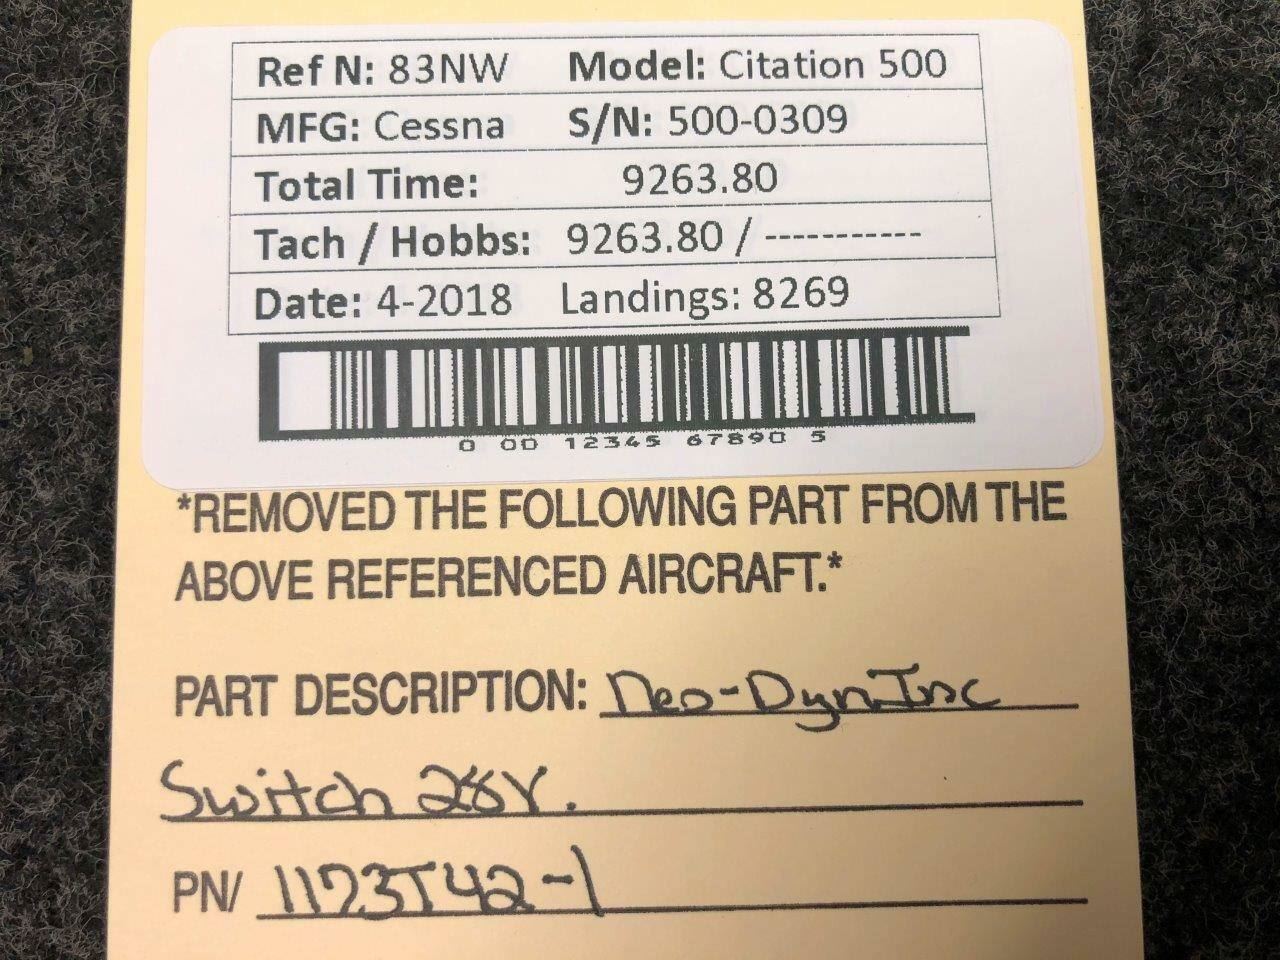 Ref N: 83NW Model: Citation 500
MFG: Cessna S/N: 500-0309
Total Time: 9263.80
Tach / Hobbs: 9263.80 / -----------
Date: 4-2018 Landings: 8269
0 00 12345 67890 5
*REMOVED THE FOLLOWING PART FROM THE
ABOVE REFERENCED AIRCRAFT.*
PART DESCRIPTION: Neo-Dyn Inc
Switch 28V.
PN/ 1173T42-1